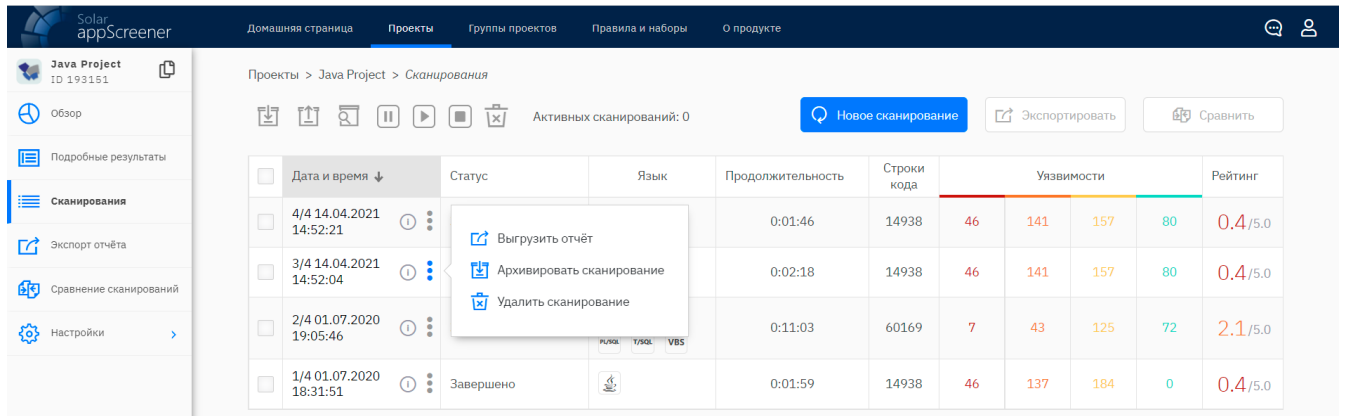 Solar
appScreener
Домашняя страница Проекты Группы проектов Правила и наборы О продукте
Java Project
ID 193151
Обзор
Подробные результаты
Сканирования
Экспорт отчёта
Сравнение сканирований
Настройки
Проекты > Java Project > Сканирования
Активных сканирований: 0 Новое сканирование Экспортировать Сравнить
Дата и время Статус Язык Продолжительность Строки кода Уязвимости Рейтинг
4/4 14.04.2021
14:52:21
0:01:46 14938 46 141 157 80 0.4/5.0
3/4 14.04.2021
14:52:04
0:02:18 14938 46 141 157 80 0.4/5.0
Выгрузить отчёт
Архивировать сканирование
Удалить сканирование
2/4 01.07.2020
19:05:46
PL/SQL T/SQL VBS
0:11:03 60169 7 43 125 72 2.1/5.0
1/4 01.07.2020
18:31:51
Завершено 0:01:59 14938 46 137 184 0 0.4/5.0